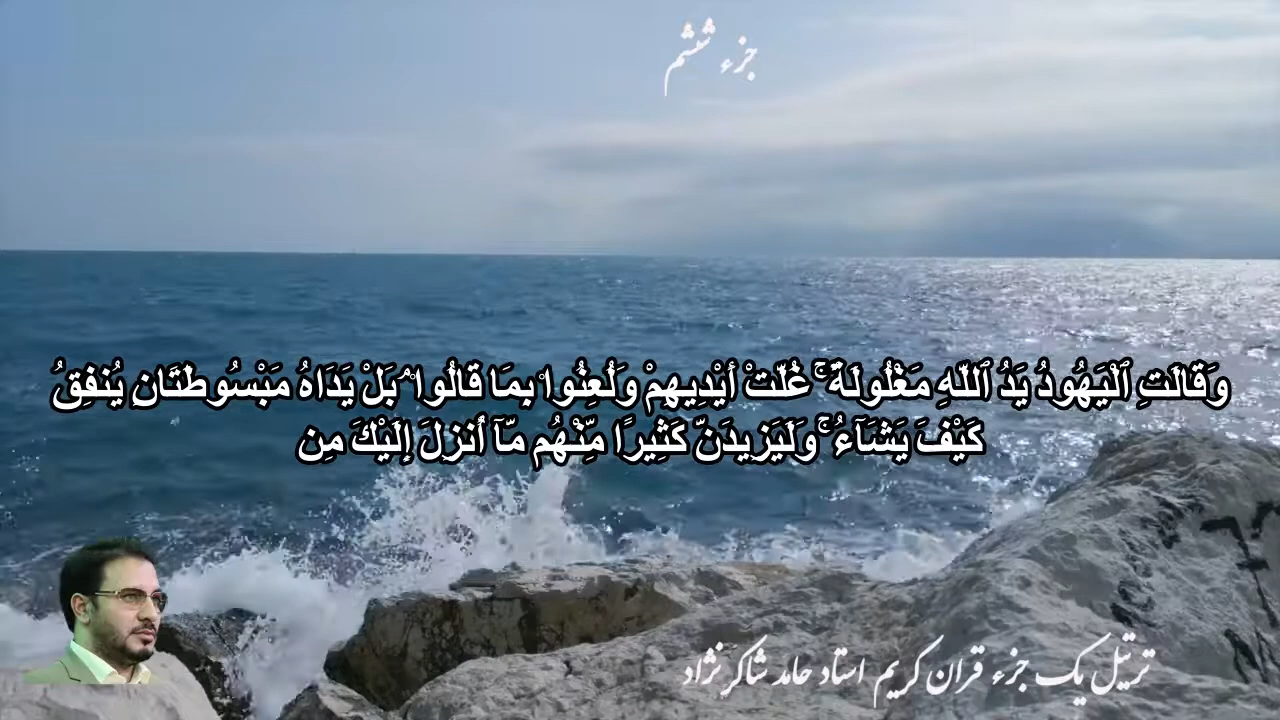 جزء ششم
وَقَالَتِ ٱلْيَهُودُ يَدُ ٱللَّهِ مَغْلُولَةٌ ۚ غُلَّتْ أَيْدِيهِمْ وَلُعِنُوا۟ بِمَا قَالُوا۟ ۘ بَلْ يَدَاهُ مَبْسُوطَتَانِ يُنفِقُ
كَيْفَ يَشَآءُ ۚ وَلَيَزِيدَنَّ كَثِيرًا مِّنْهُم مَّآ أُنزِلَ إِلَيْكَ مِن
ترتیل یک جزء قران کریم استاد حامد شاکرنژاد